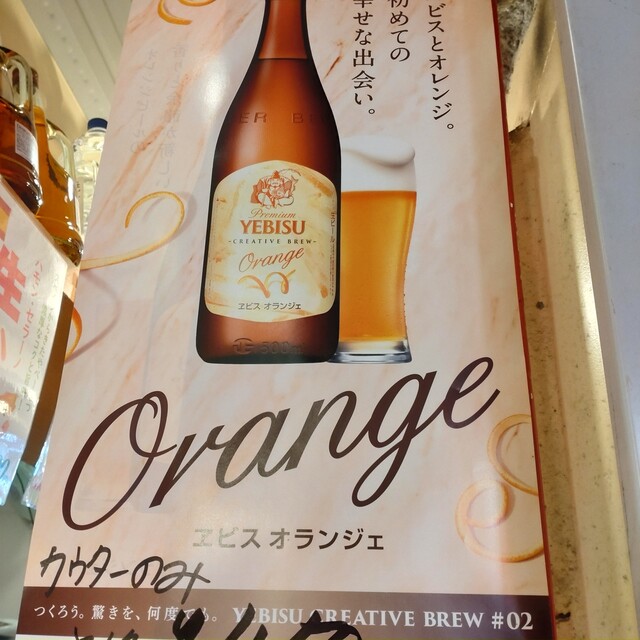 ビスとオレンジ。
初めての
幸せな出会い。
Premium
YEBISU
-CREATIVE BREW-
Orange
ヱビス オランジェ
500
Orange
ヱビス オランジェ
カウターのみ
つくろう。驚きを、何度でも。 YEBISU CREATIVE BREW #02